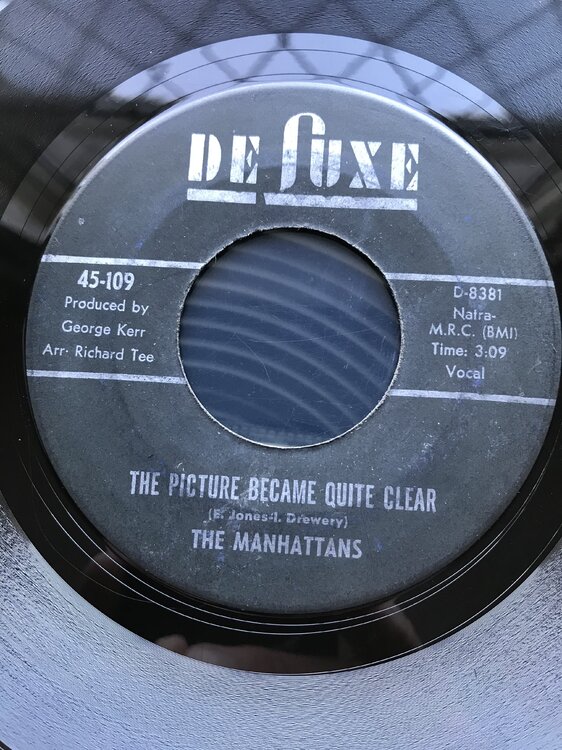 DE LUXE
45-109
Produced by
George Kerr
Arr. Richard Tee
D-8381
Natra-
M.R.C. (BMI)
Time: 3:09
Vocal
THE PICTURE BECAME QUITE CLEAR
(E. Jones-I. Drewery)
THE MANHATTANS